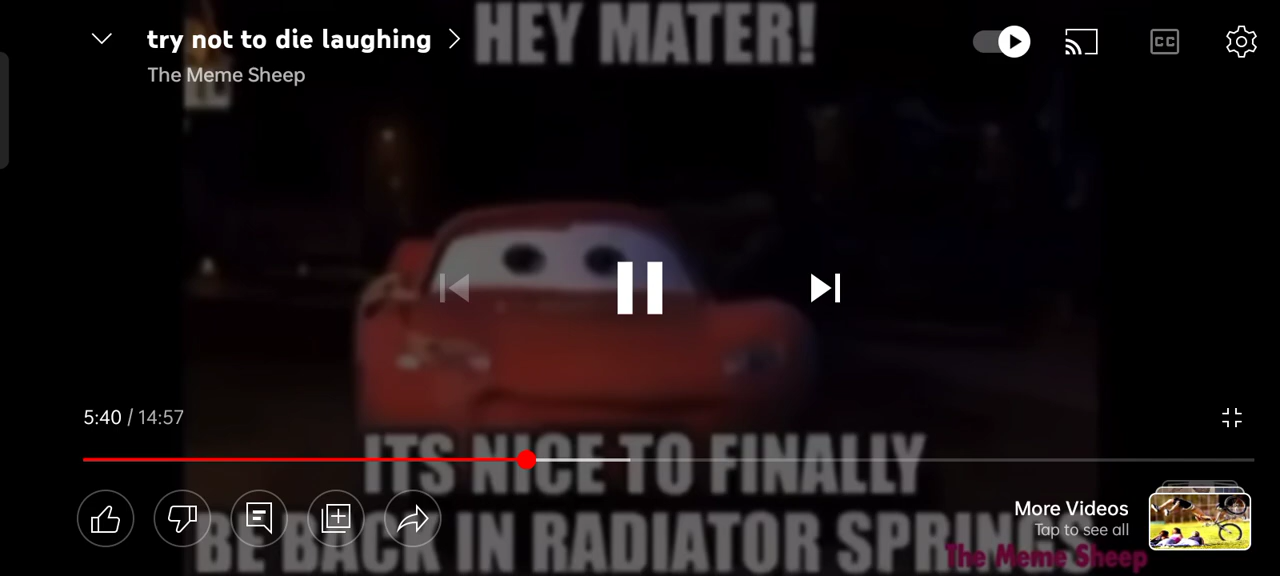 try not to die laughing
The Meme Sheep
HEY MATER!
CC
5:40 / 14:57
ITS NICE TO FINALLY
BE BACK IN RADIATOR SPRINGS
More Videos
Tap to see all
The Meme Sheep